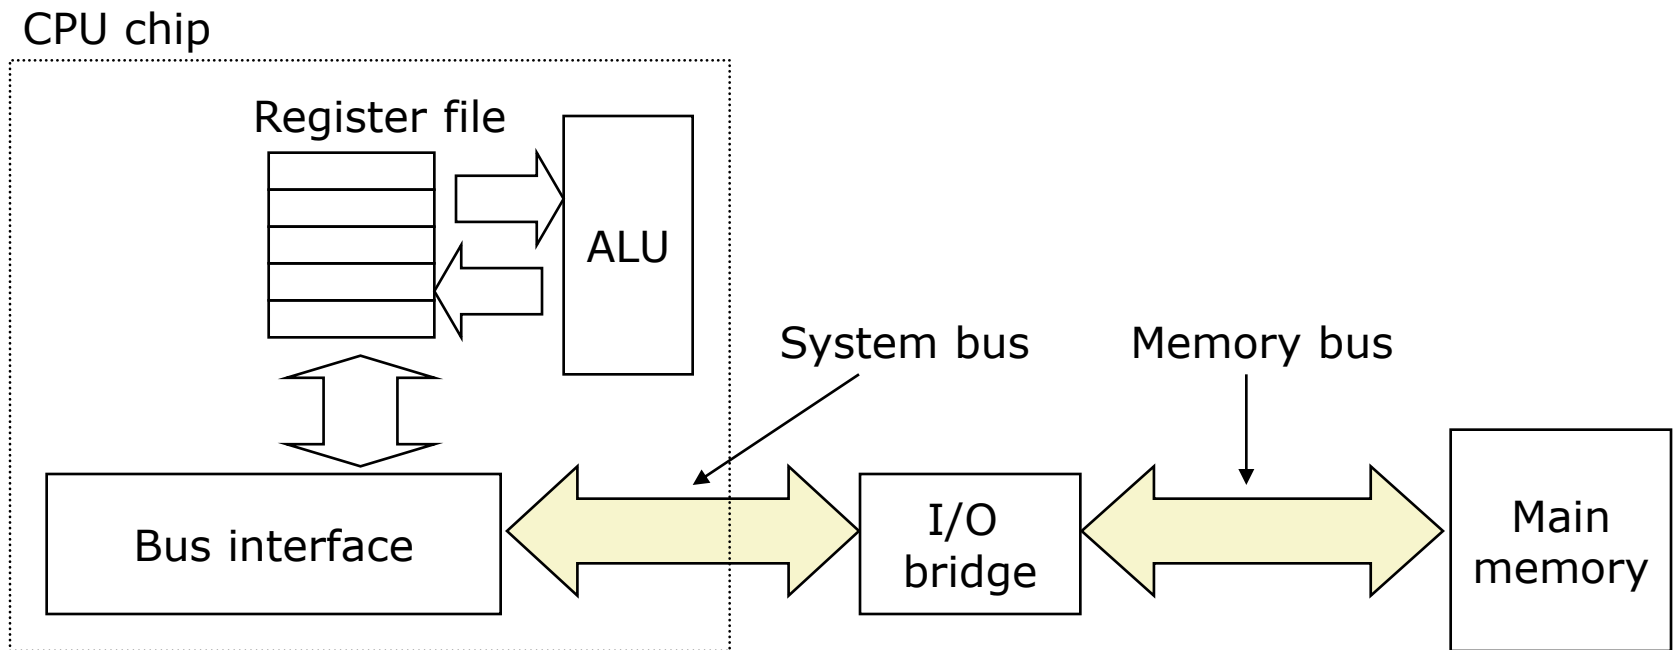 CPU chip
Register file
ALU
System bus
Memory bus
Bus interface
I/O
bridge
Main
memory